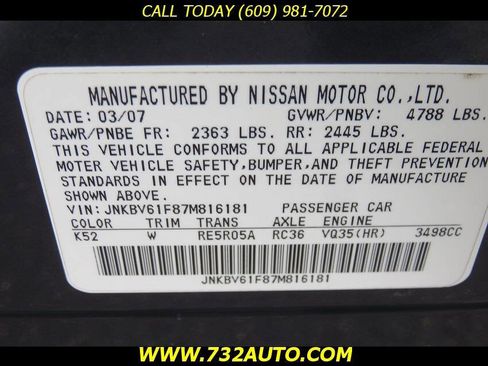 CALL TODAY (609) 981-7072
MANUFACTURED BY NISSAN MOTOR CO.,LTD.
DATE: 03/07 GVWR/PNBV: 4788 LBS.
GAWR/PNBE FR: 2363 LBS. RR: 2445 LBS.
THIS VEHICLE CONFORMS TO ALL APPLICABLE FEDERAL
MOTOR VEHICLE SAFETY,BUMPER,AND THEFT PREVENTION
STANDARDS IN EFFECT ON THE DATE OF MANUFACTURE
SHOWN ABOVE.
VIN: JNKBV61F87M816181 PASSENGER CAR
COLOR TRIM TRANS AXLE ENGINE
K52 W RE5R05A RC36 VQ35(HR) 3498CC
JNKBV61F87M816181
WWW.732AUTO.COM